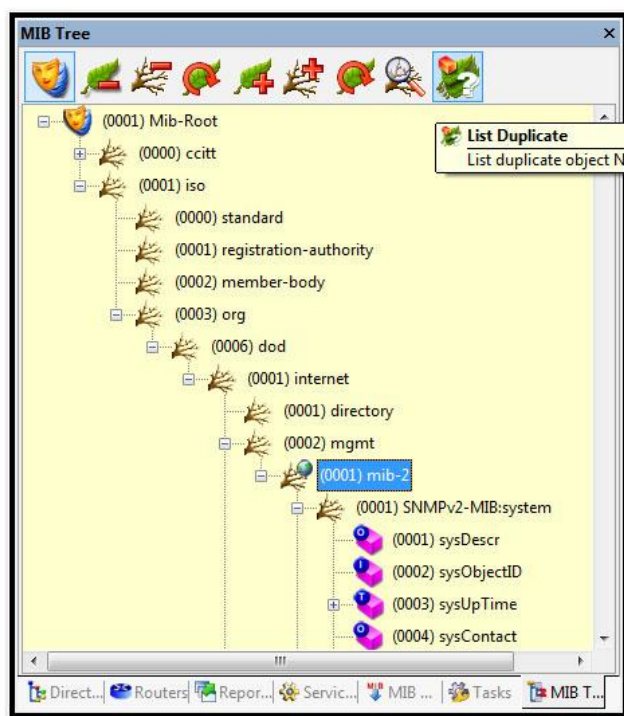 MIB Tree
(0001) Mib-Root
List Duplicate
(0000) ccitt
List duplicate object N
(0001) iso
(0000) standard
(0001) registration-authority
(0002) member-body
(0003) org
(0006) dod
(0001) internet
(0001) directory
(0002) mgmt
(0001) mib-2
(0001) SNMPv2-MIB:system
(0001) sysDescr
(0002) sysObjectID
(0003) sysUpTime
(0004) sysContact
Direct... Routers Repor... Servic... MIB ... Tasks MIB T...